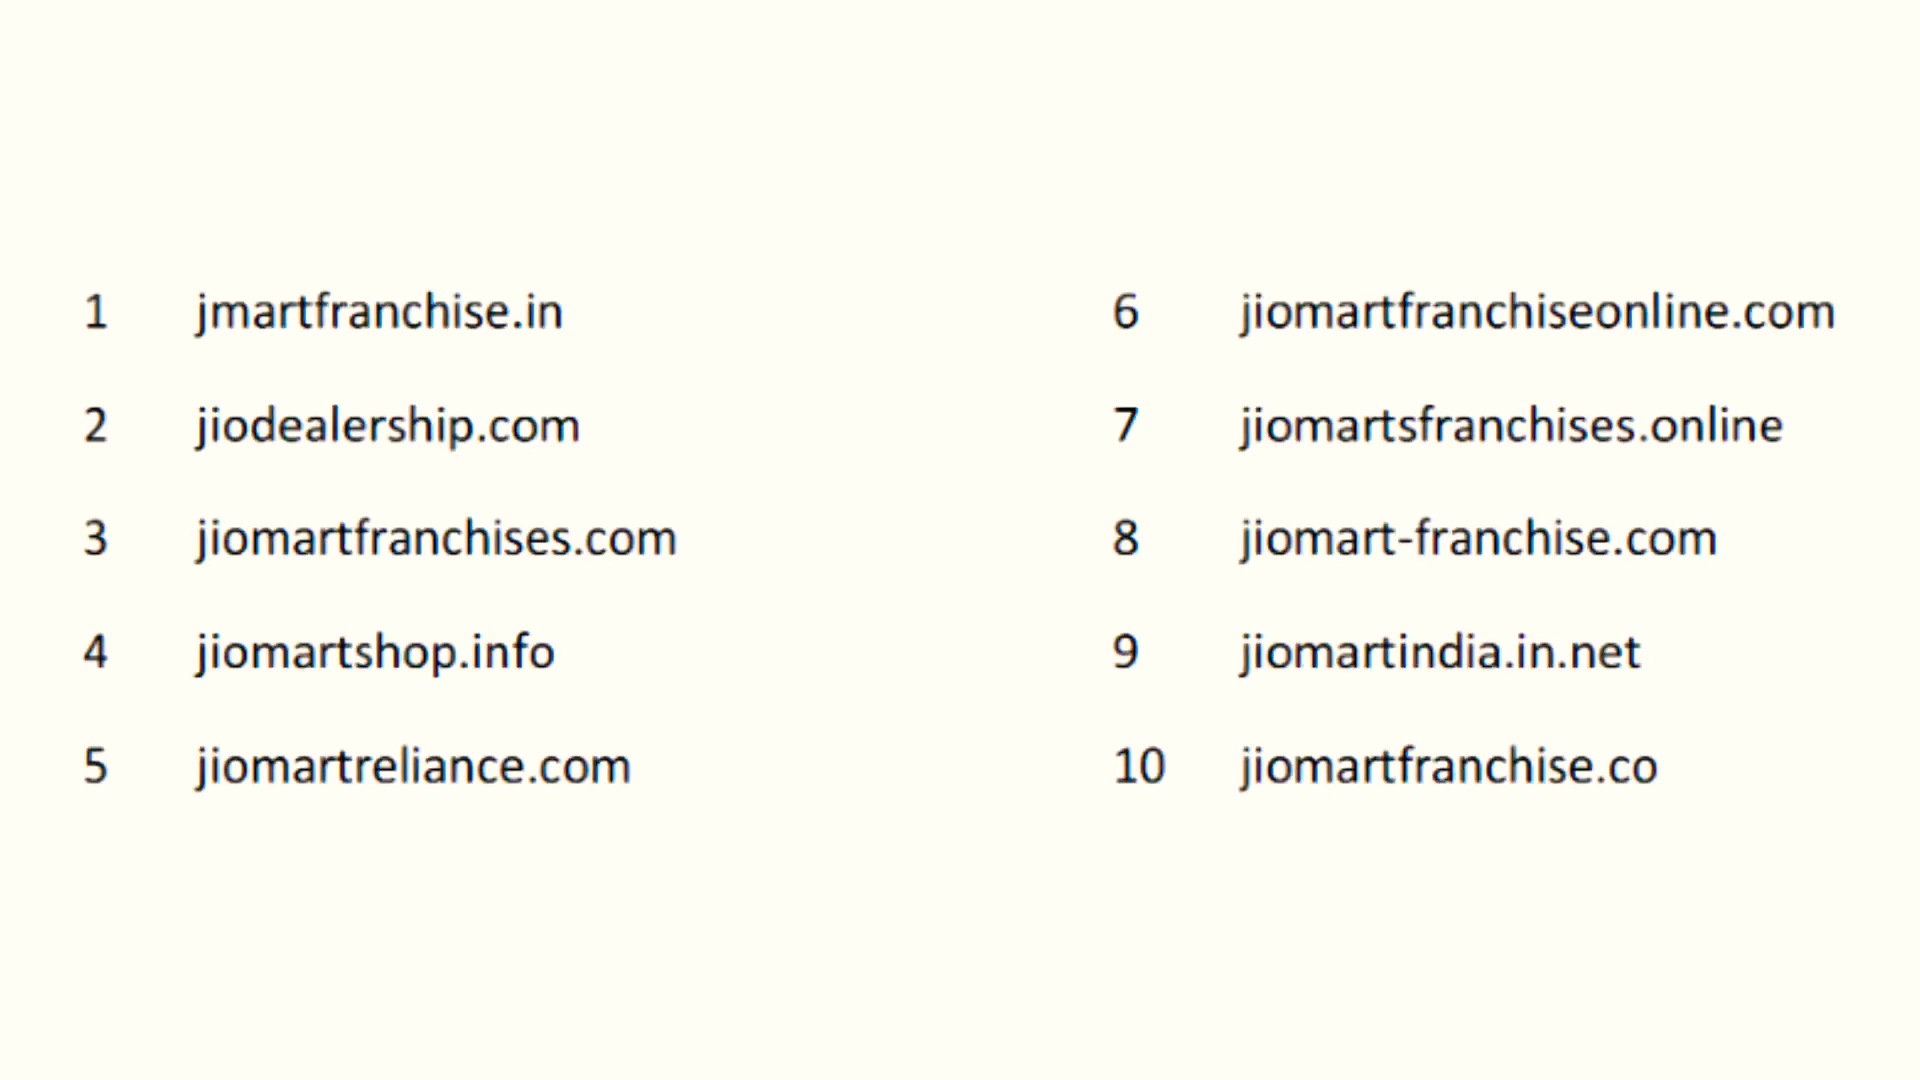 1 jmartfranchise.in
2 jiodealership.com
3 jiomartfranchises.com
4 jiomartshop.info
5 jiomartreliance.com
6 jiomartfranchiseonline.com
7 jiomartsfranchises.online
8 jiomart-franchise.com
9 jiomartindia.in.net
10 jiomartfranchise.co